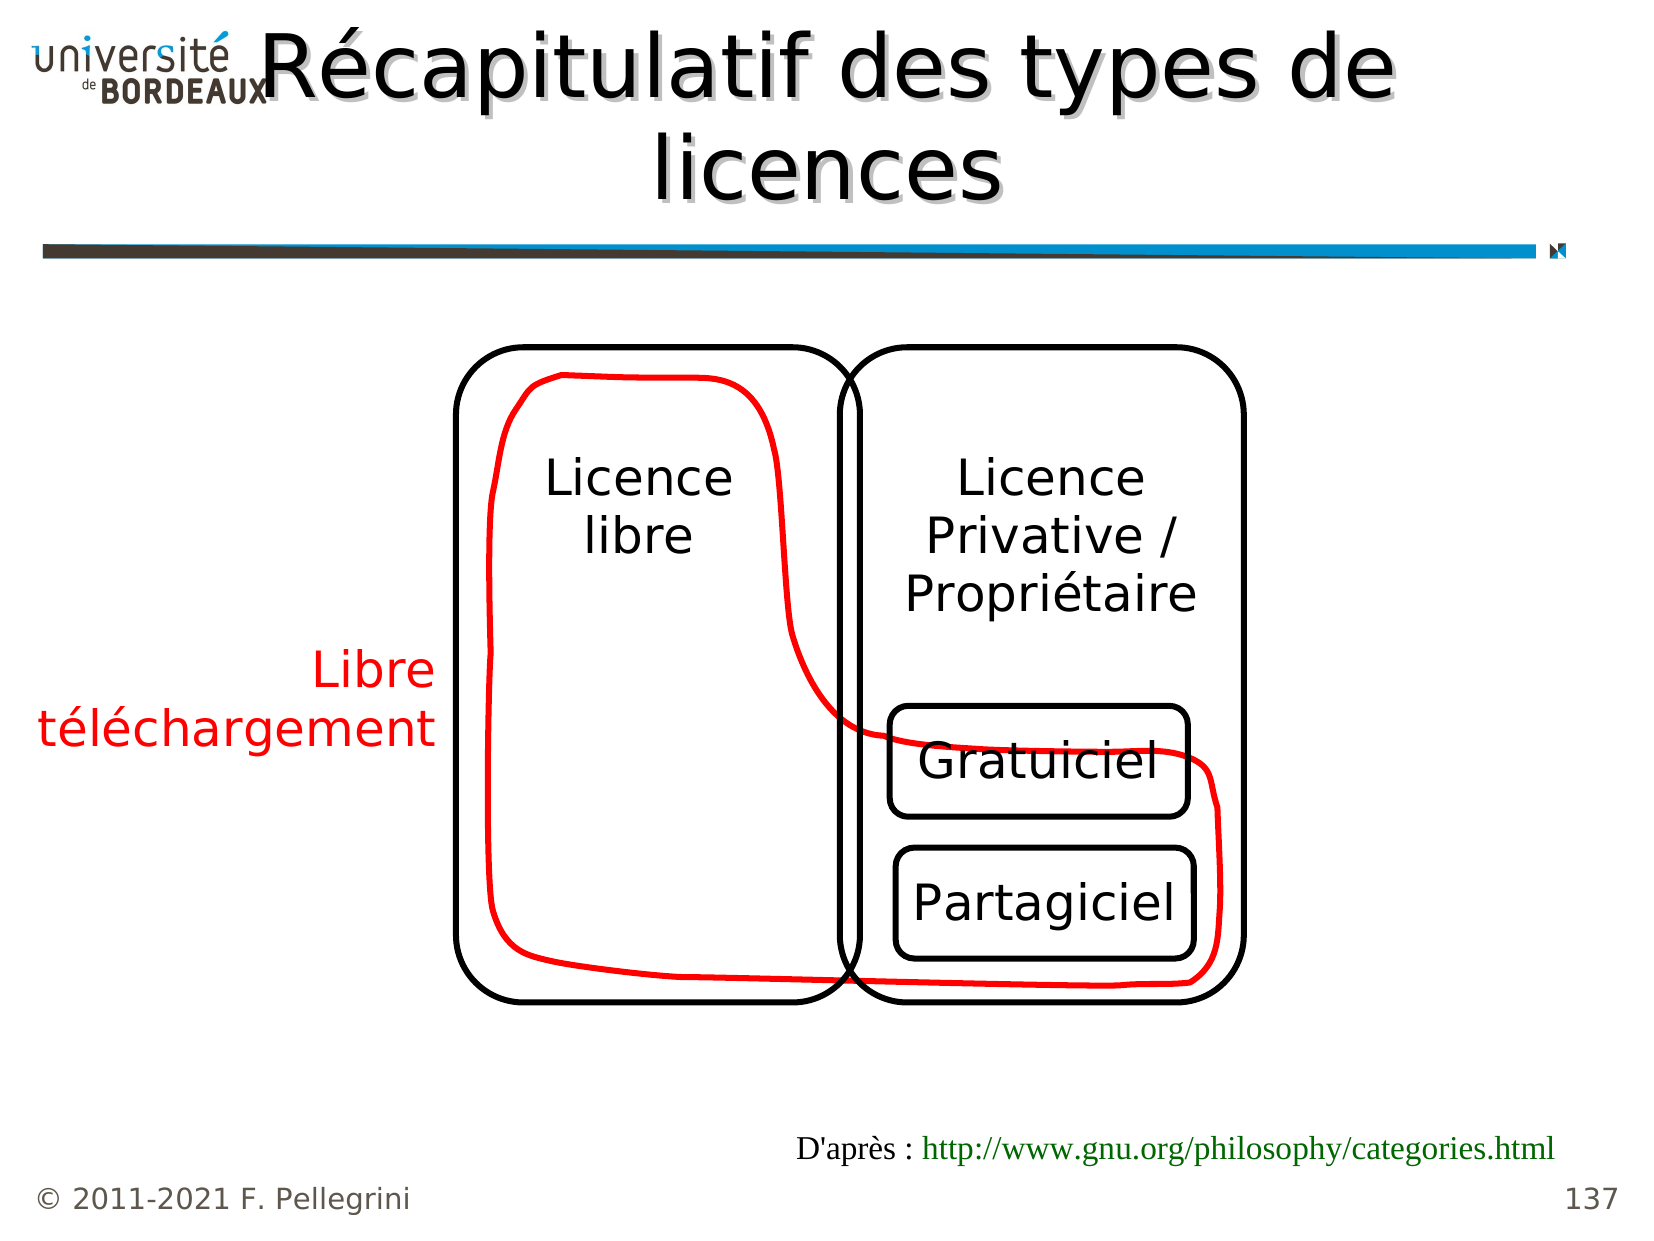 université
de BORDEAUX
Récapitulatif des types de
licences
Licence
libre
Licence
Privative /
Propriétaire
Libre
téléchargement
Gratuiciel
Partagiciel
D'après : http://www.gnu.org/philosophy/categories.html
© 2011-2021 F. Pellegrini
137